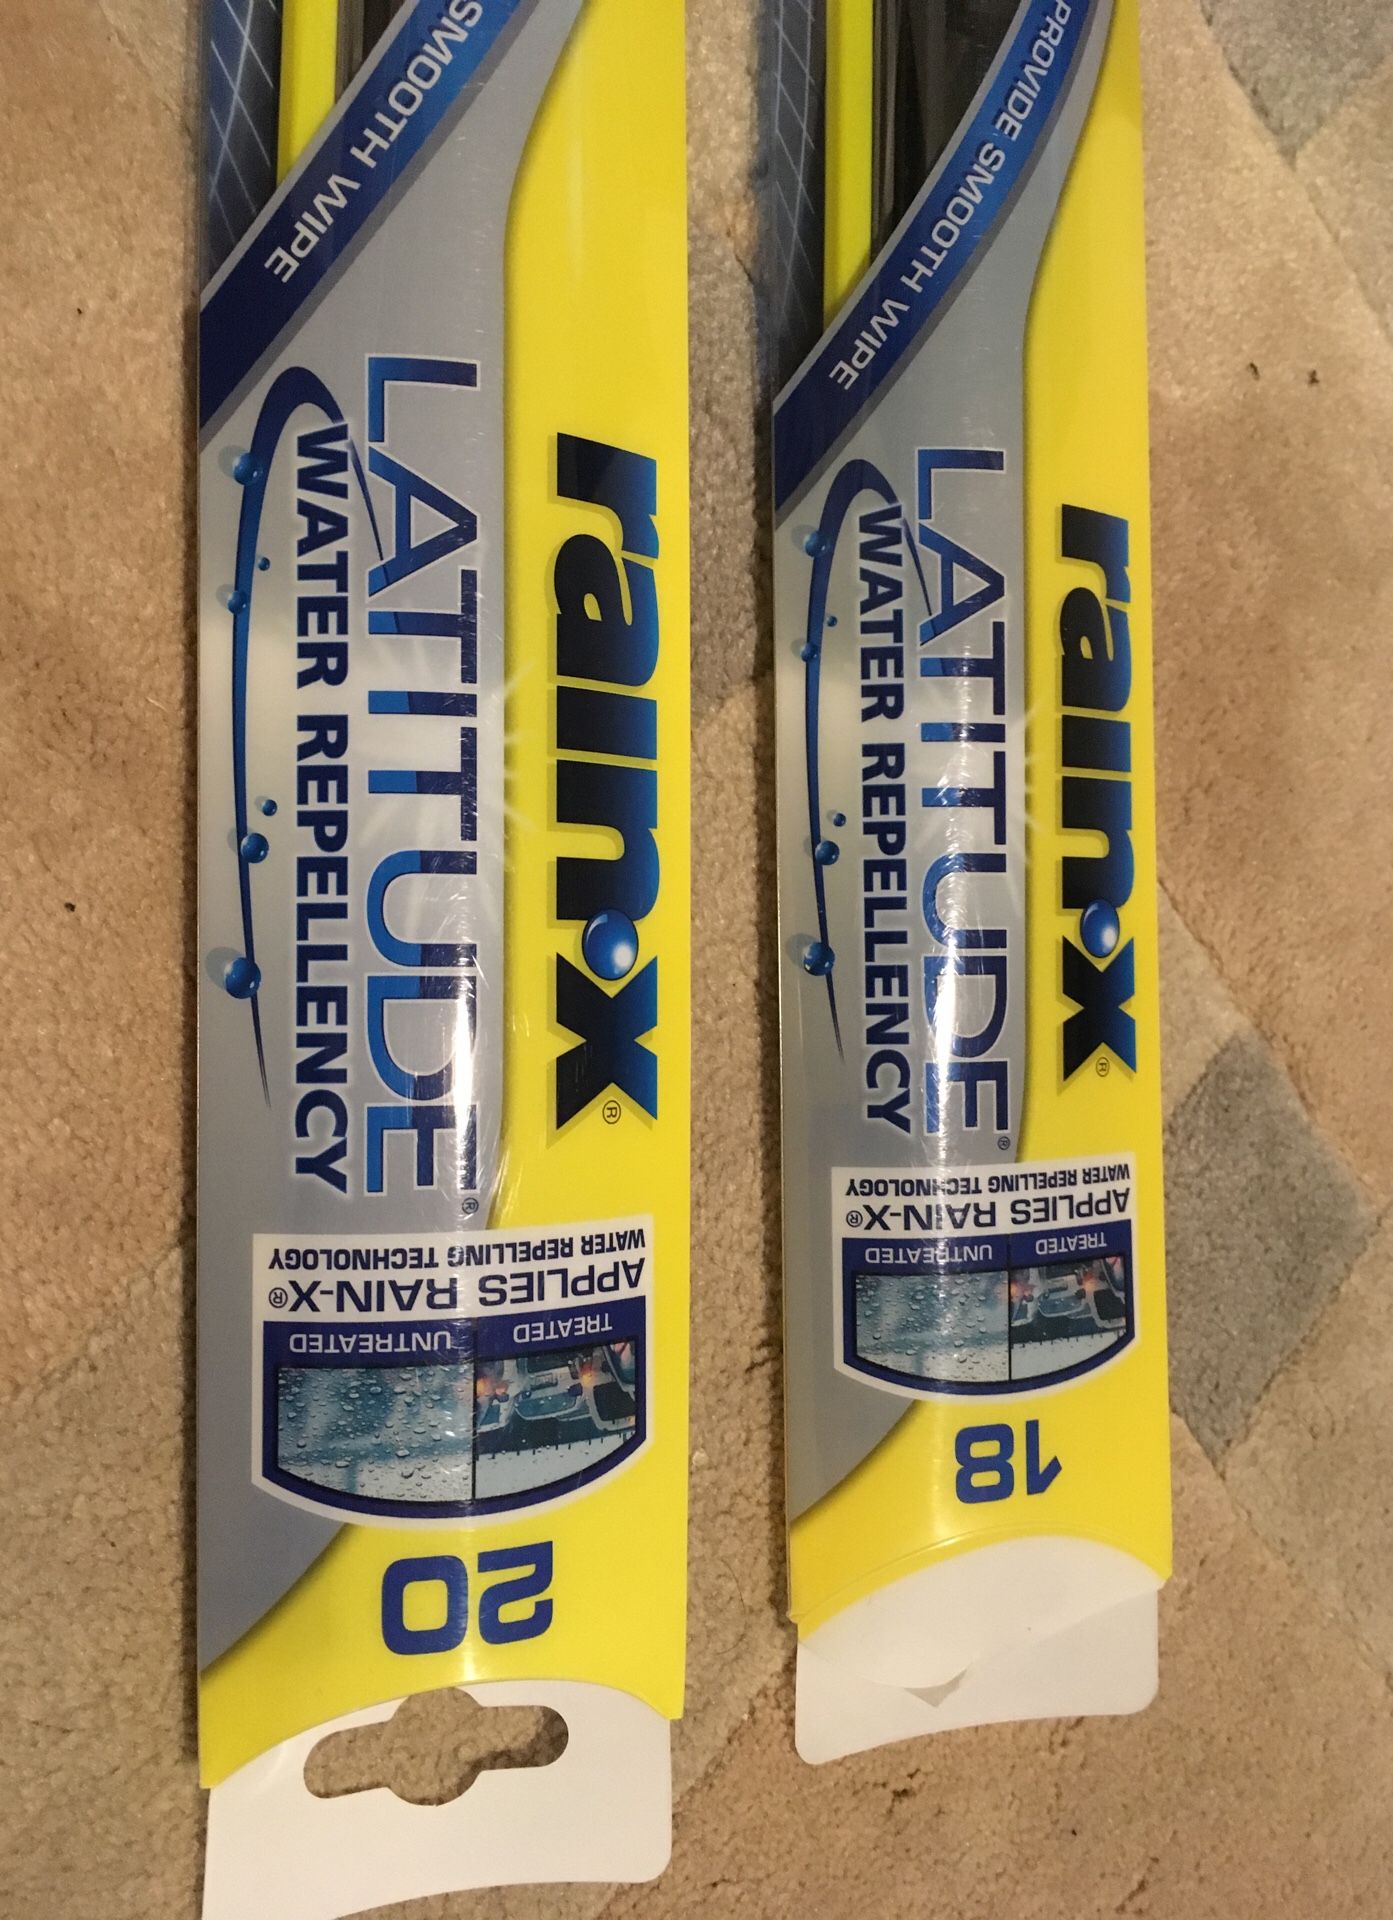 SMOOTH WIPE
rain-x®
LATITUDE®
WATER REPELLENCY
APPLIES RAIN-X®
WATER REPELLING TECHNOLOGY
TREATED
UNTREATED
20
PROVIDE SMOOTH WIPE
rain-x®
LATITUDE®
WATER REPELLENCY
APPLIES RAIN-X®
WATER REPELLING TECHNOLOGY
TREATED
UNTREATED
18